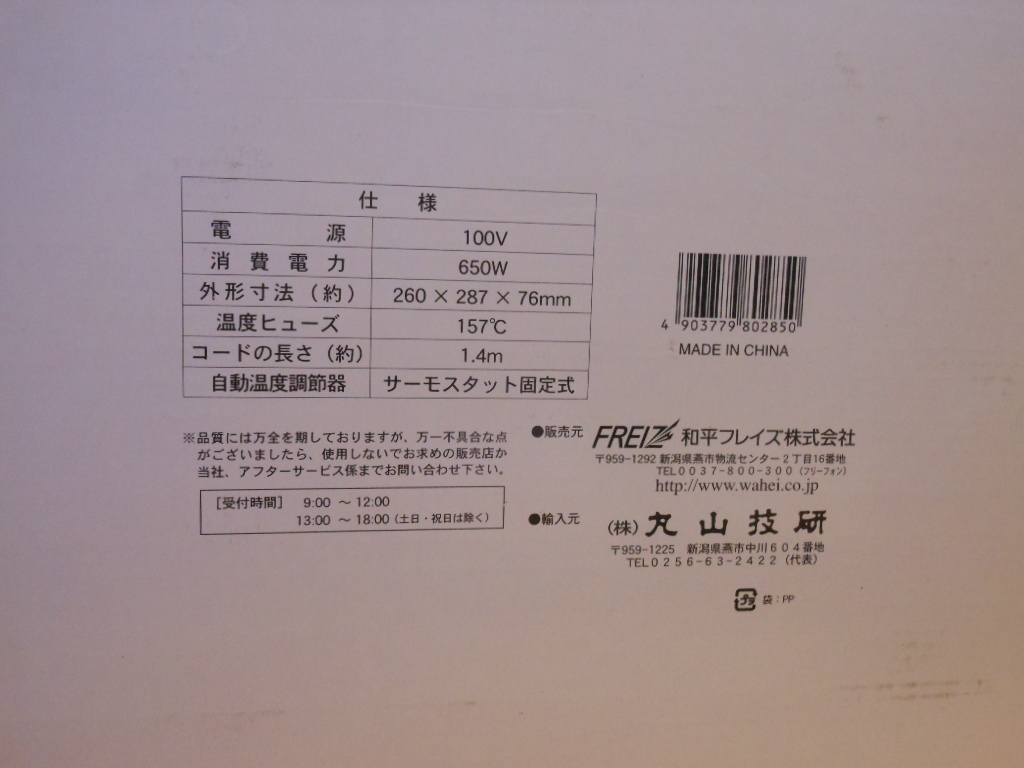 仕 様
電 源 100V
消費電力 650W
外形寸法（約） 260×287×76mm
温度ヒューズ 157℃
コードの長さ（約） 1.4m
自動温度調節器 サーモスタット固定式
4 903779 802850
MADE IN CHINA
※品質には万全を期しておりますが、万一不具合な点
がございましたら、使用しないでお求めの販売店か
当社、アフターサービス係までお問い合わせ下さい。
［受付時間］ 9:00 ～12:00
13:00 ～18:00（土日・祝日は除く）
●販売元 FREIZ 和平フレイズ株式会社
〒959-1292 新潟県燕市物流センター2丁目16番地
TEL0037-800-300（フリーフォン）
http://www.wahei.co.jp
●輸入元 （株）丸山技研
〒959-1225 新潟県燕市中川604番地
TEL0256-63-2422（代表）
プラ 袋：PP